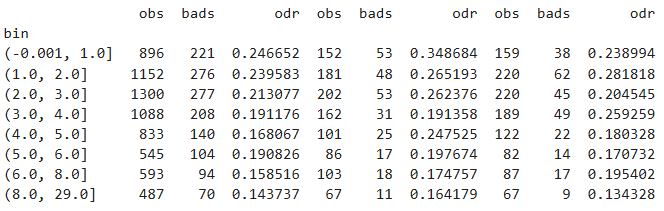 obs bads odr obs bads odr obs bads odr
bin
(-0.001, 1.0] 896 221 0.246652 152 53 0.348684 159 38 0.238994
(1.0, 2.0] 1152 276 0.239583 181 48 0.265193 220 62 0.281818
(2.0, 3.0] 1300 277 0.213077 202 53 0.262376 220 45 0.204545
(3.0, 4.0] 1088 208 0.191176 162 31 0.191358 189 49 0.259259
(4.0, 5.0] 833 140 0.168067 101 25 0.247525 122 22 0.180328
(5.0, 6.0] 545 104 0.190826 86 17 0.197674 82 14 0.170732
(6.0, 8.0] 593 94 0.158516 103 18 0.174757 87 17 0.195402
(8.0, 29.0] 487 70 0.143737 67 11 0.164179 67 9 0.134328